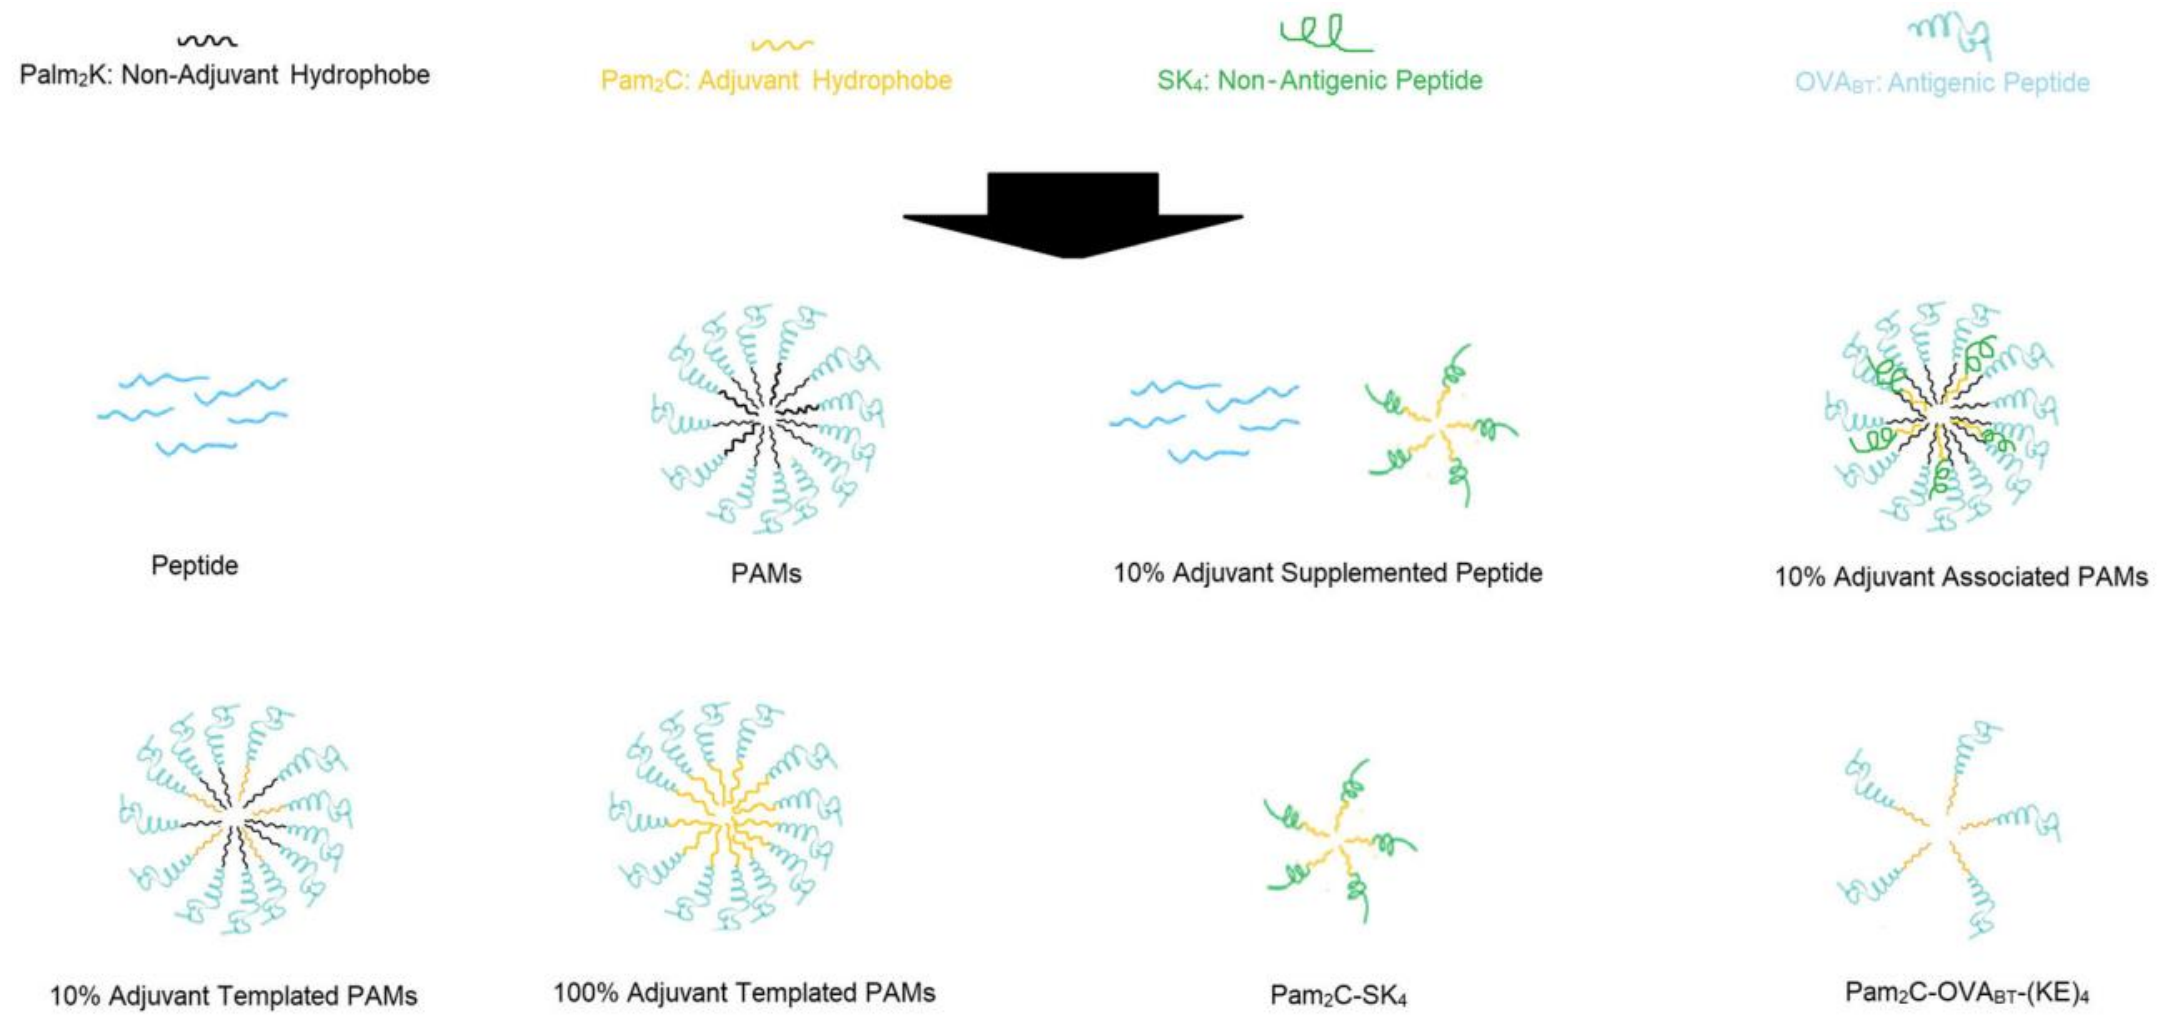 Palm₂K: Non-Adjuvant Hydrophobe
Pam₂C: Adjuvant Hydrophobe
SK₄: Non-Antigenic Peptide
OVA_BT: Antigenic Peptide
Peptide
PAMs
10% Adjuvant Supplemented Peptide
10% Adjuvant Associated PAMs
10% Adjuvant Templated PAMs
100% Adjuvant Templated PAMs
Pam₂C-SK₄
Pam₂C-OVA_BT-(KE)₄